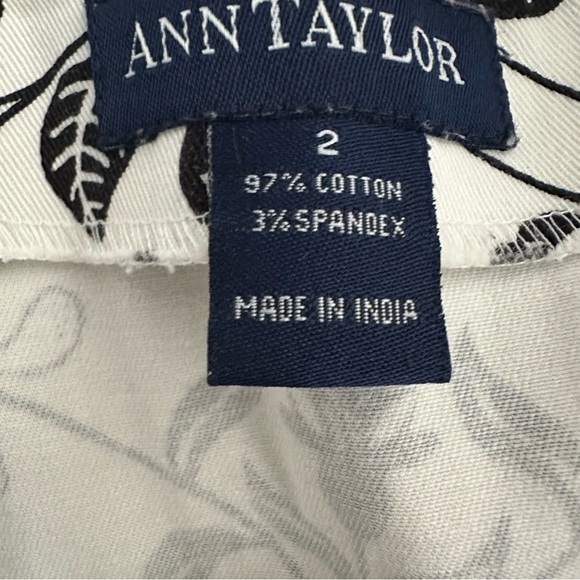 ANN TAYLOR
2
97% COTTON
3% SPANDEX
MADE IN INDIA